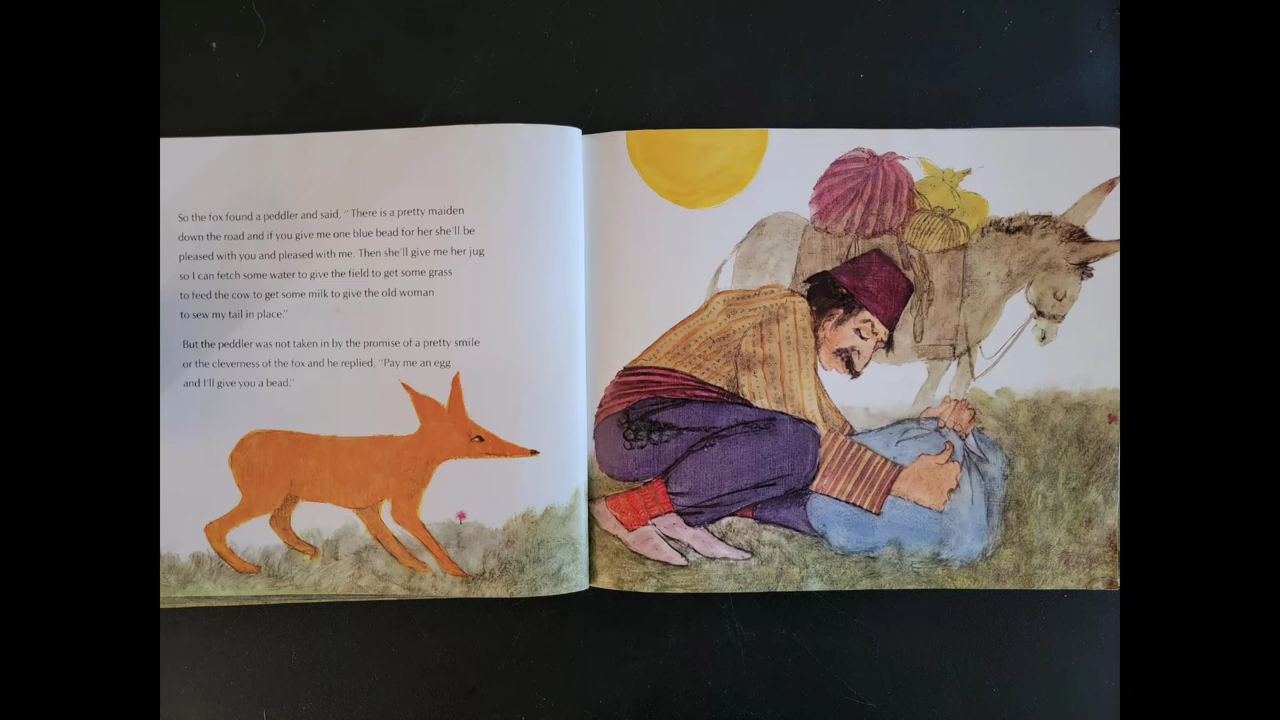 So the fox found a peddler and said, "There is a pretty maiden
down the road and if you give me one blue bead for her she'll be
pleased with you and pleased with me. Then she'll give me her jug
so I can fetch some water to give the field to get some grass
to feed the cow to get some milk to give the old woman
to sew my tail in place."
But the peddler was not taken in by the promise of a pretty smile
or the cleverness of the fox and he replied, "Pay me an egg
and I'll give you a bead."